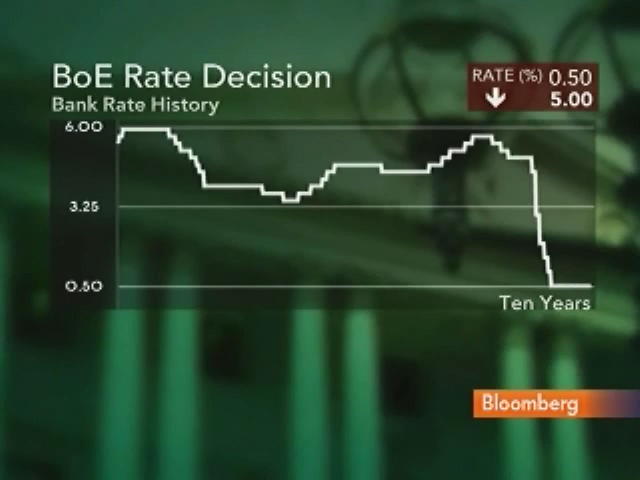 BoE Rate Decision
Bank Rate History
RATE (%) 0.50
5.00
6.00
3.25
0.50
Ten Years
Bloomberg